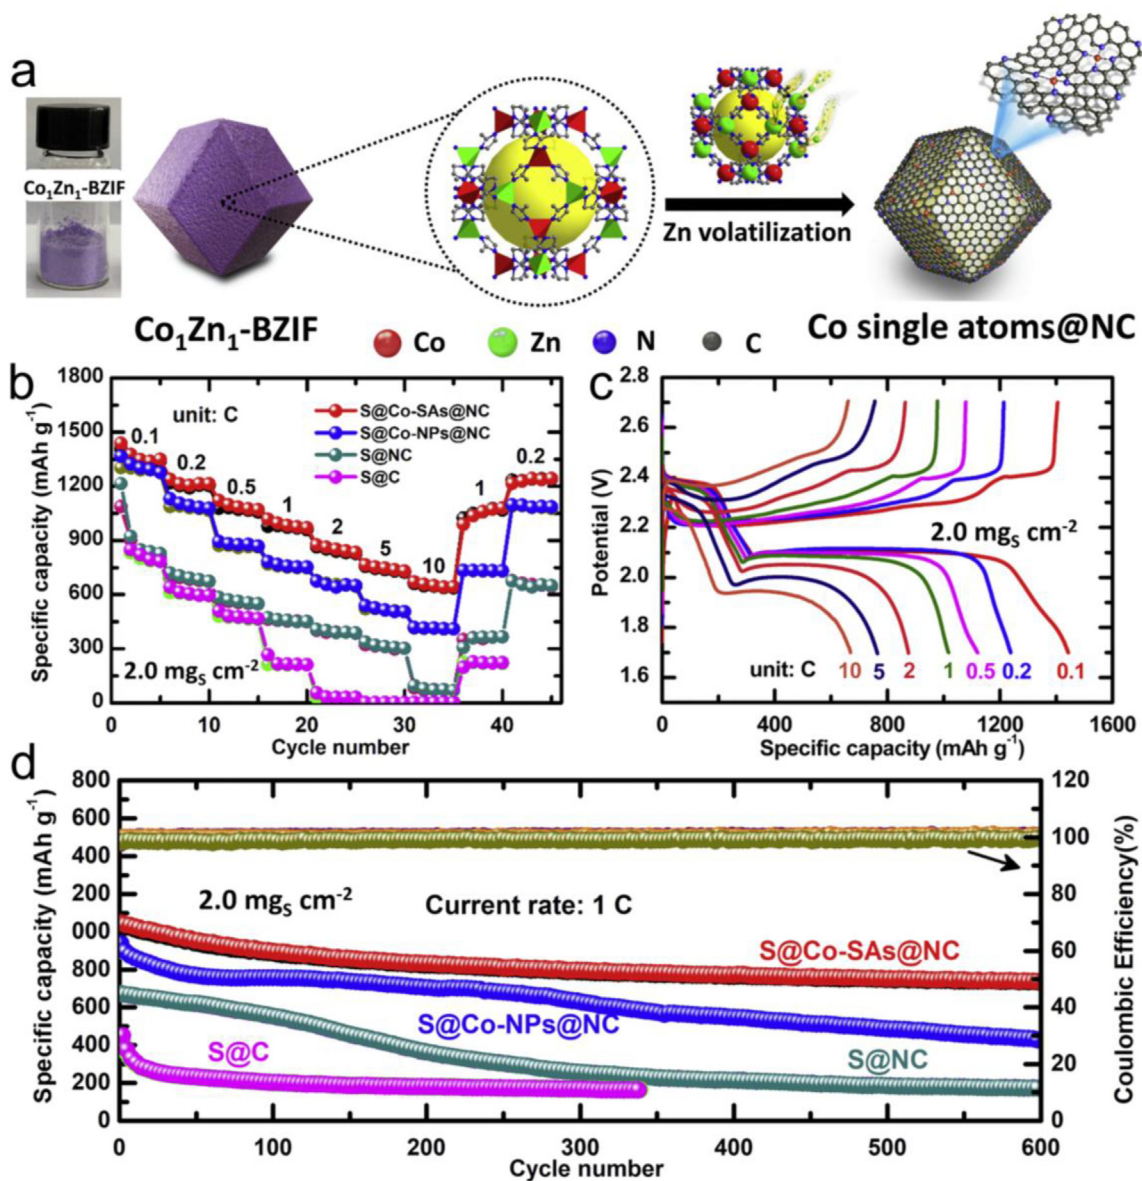 a
Co₁Zn₁-BZIF
Zn volatilization
Co₁Zn₁-BZIF
Co
Zn
N
C
Co single atoms@NC
b
1800
1500
1200
900
600
300
0
Specific capacity (mAh g⁻¹)
unit: C
S@Co-SAs@NC
S@Co-NPs@NC
S@NC
S@C
0.1
0.2
0.5
1
2
5
10
1
0.2
2.0 mgₛ cm⁻²
0
10
20
30
40
Cycle number
c
2.8
2.6
2.4
2.2
2.0
1.8
1.6
Potential (V)
2.0 mgₛ cm⁻²
unit: C
10
5
2
1
0.5
0.2
0.1
0
400
800
1200
1600
Specific capacity (mAh g⁻¹)
d
800
600
400
200
000
800
600
400
200
0
Specific capacity (mAh g⁻¹)
120
100
80
60
40
20
0
Coulombic Efficiency(%)
2.0 mgₛ cm⁻²
Current rate: 1 C
S@Co-SAs@NC
S@Co-NPs@NC
S@C
S@NC
0
100
200
300
400
500
600
Cycle number